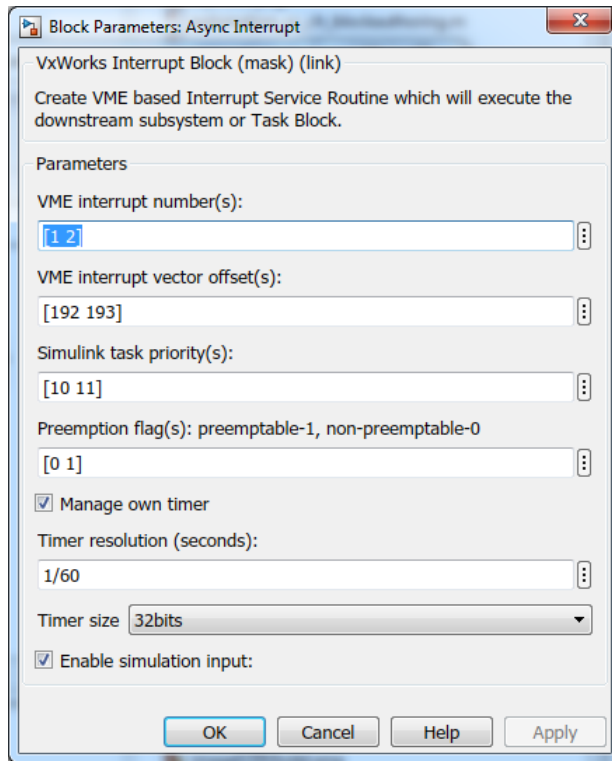 Block Parameters: Async Interrupt
VxWorks Interrupt Block (mask) (link)
Create VME based Interrupt Service Routine which will execute the
downstream subsystem or Task Block.
Parameters
VME interrupt number(s):
[1 2]
VME interrupt vector offset(s):
[192 193]
Simulink task priority(s):
[10 11]
Preemption flag(s): preemptable-1, non-preemptable-0
[0 1]
Manage own timer
Timer resolution (seconds):
1/60
Timer size 32bits
Enable simulation input:
OK Cancel Help Apply